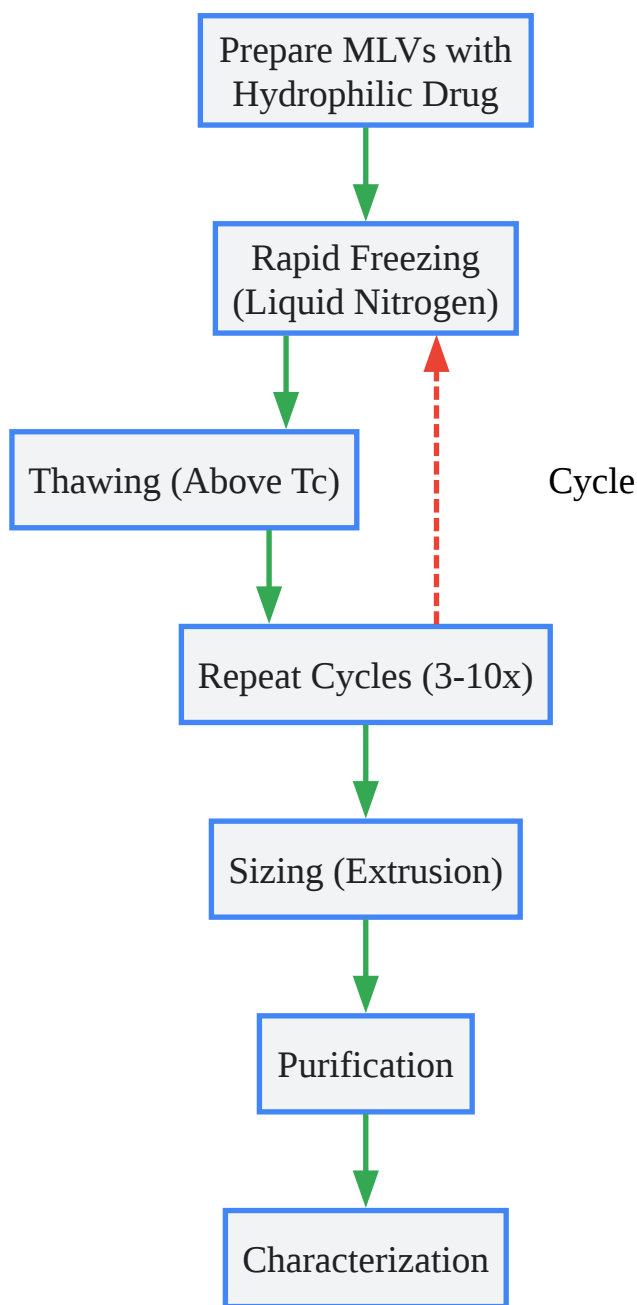 Prepare MLVs with
Hydrophilic Drug
Rapid Freezing
(Liquid Nitrogen)
Thawing (Above Tc)
Cycle
Repeat Cycles (3-10x)
Sizing (Extrusion)
Purification
Characterization